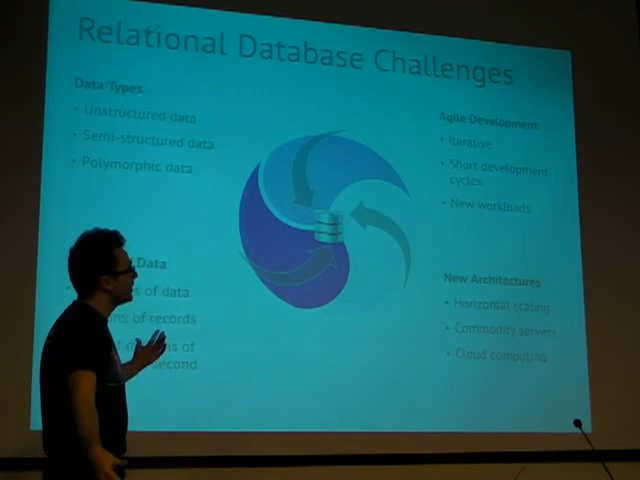 Relational Database Challenges
Data Types
• Unstructured data
• Semi-structured data
• Polymorphic data
Data
of data
of records
of
second
Agile Development
• Iterative
• Short development
cycles
• New workloads
New Architectures
• Horizontal scaling
• Commodity servers
• Cloud computing